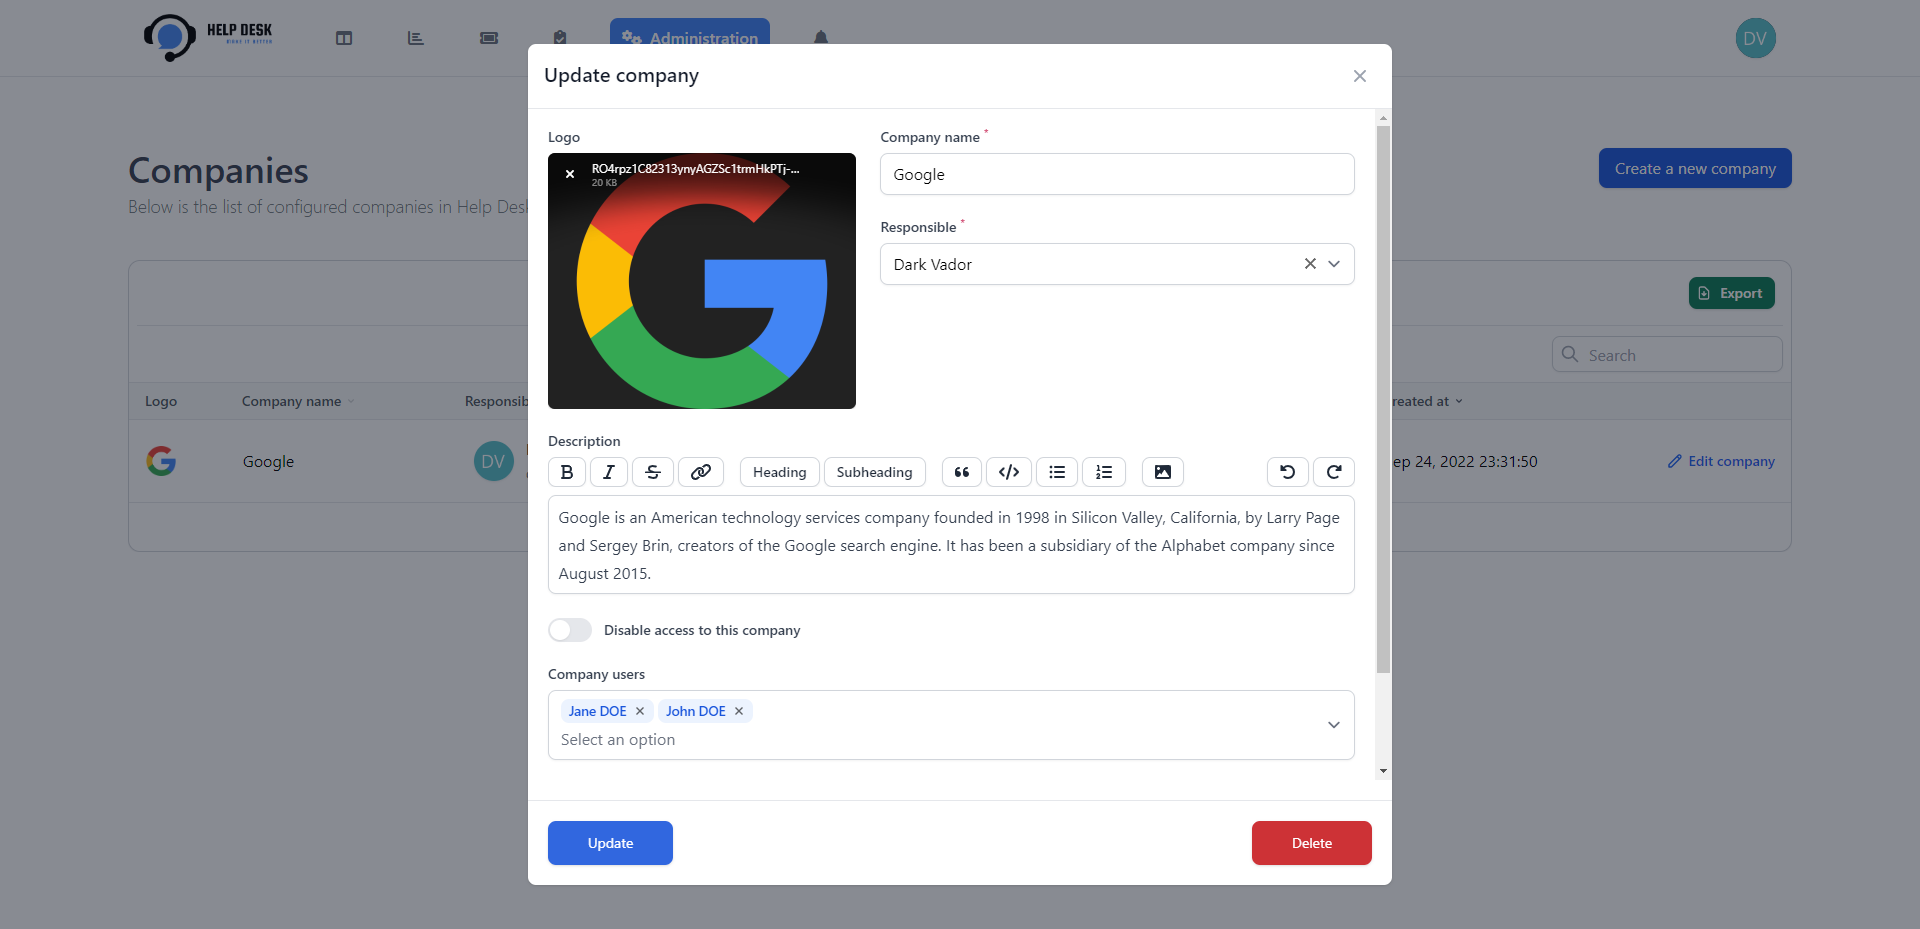 HELP DESK
Administration
DV
Update company
Companies
Below is the list of configured companies in Help Des
Create a new company
Logo
RO4rpz1C82313ynyAGZSc1trmHkPTj-...
20 KB
Company name *
Google
Responsible *
Dark Vador
Export
Search
Logo
Company name
Responsib
reated at
Google
DV
ep 24, 2022 23:31:50
Edit company
Description
B I S Heading Subheading
Google is an American technology services company founded in 1998 in Silicon Valley, California, by Larry Page
and Sergey Brin, creators of the Google search engine. It has been a subsidiary of the Alphabet company since
August 2015.
Disable access to this company
Company users
Jane DOE
John DOE
Select an option
Update
Delete